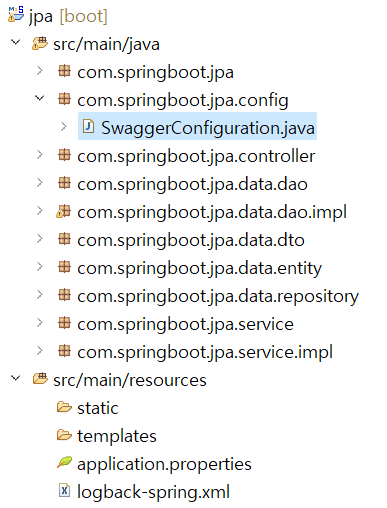 jpa [boot]
src/main/java
com.springboot.jpa
com.springboot.jpa.config
SwaggerConfiguration.java
com.springboot.jpa.controller
com.springboot.jpa.data.dao
com.springboot.jpa.data.dao.impl
com.springboot.jpa.data.dto
com.springboot.jpa.data.entity
com.springboot.jpa.data.repository
com.springboot.jpa.service
com.springboot.jpa.service.impl
src/main/resources
static
templates
application.properties
logback-spring.xml